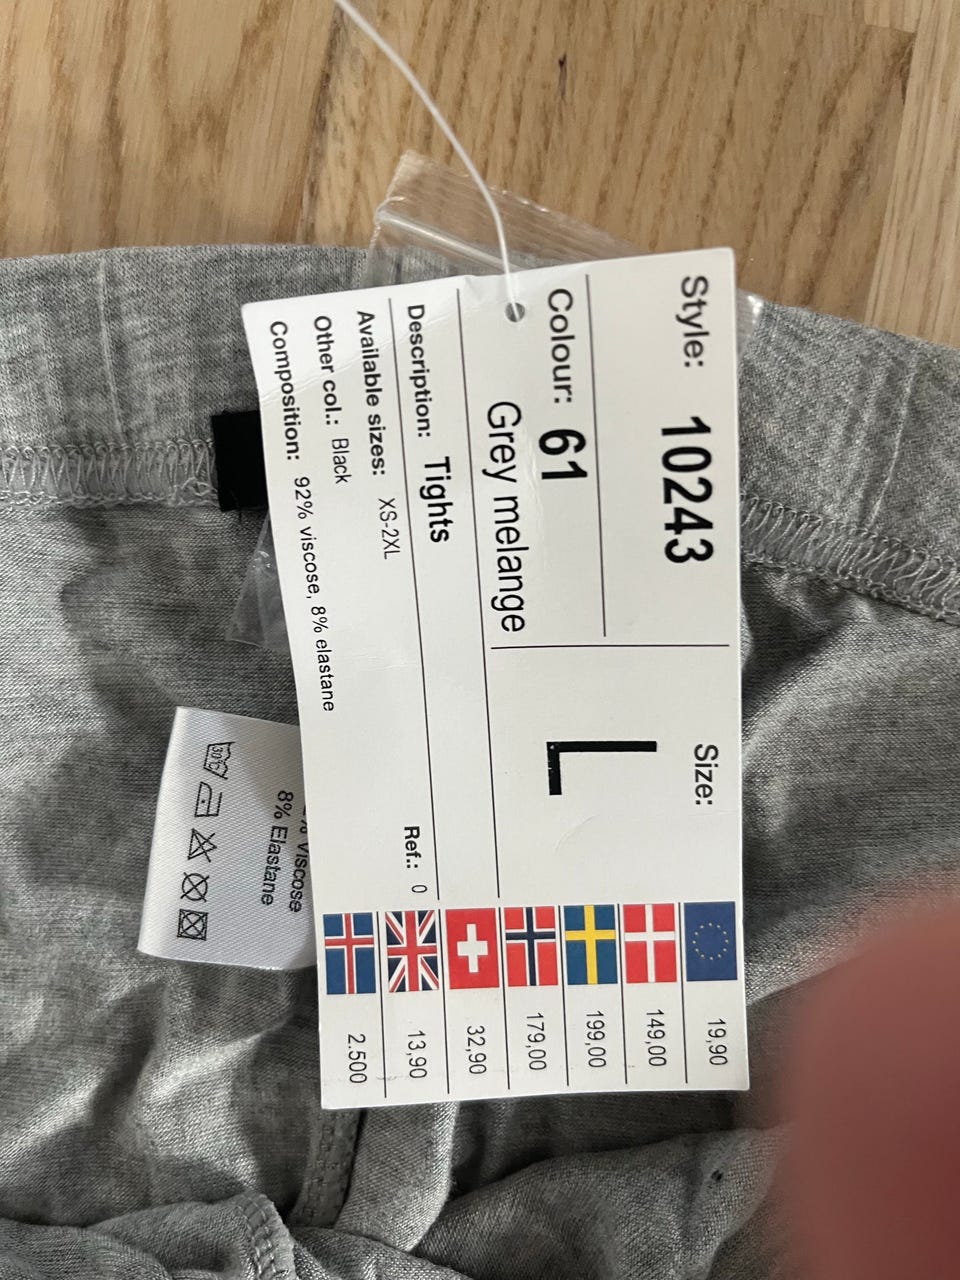 Style: 10243
Size:
L
Colour: 61
Grey melange
Description: Tights
Ref.: 0
Available sizes: XS-2XL
Other col.: Black
Composition: 92% viscose, 8% elastane
19,90
149,00
199,00
179,00
32,90
13,90
2.500
% Viscose
8% Elastane
30°C